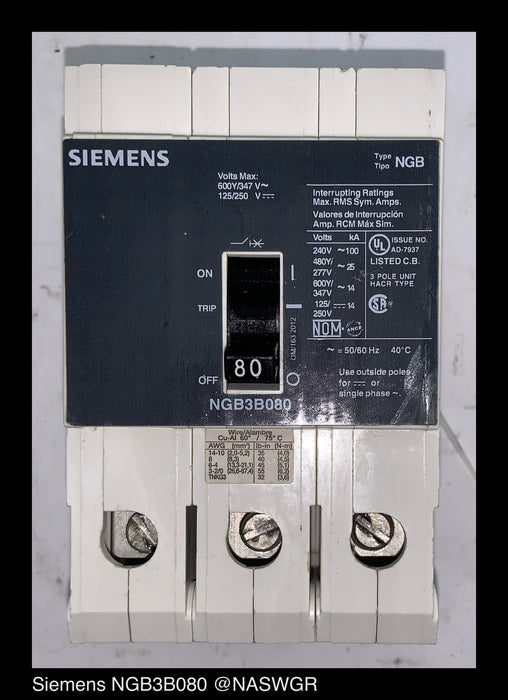 SIEMENS
Type
Tipo NGB
Volts Max:
600Y/347 V~
125/250 V⎓
Interrupting Ratings
Max. RMS Sym. Amps.
Valores de Interrupción
Amp. RCM Máx Sim.
Volts kA
240V ~100
480Y/
277V ~25
600Y/
347V ~14
125/
250V ⎓14
UL ISSUE NO.
AD-7937
LISTED C.B.
3 POLE UNIT
HACR TYPE
NOM ANCE
~ = 50/60 Hz 40°C
Use outside poles
for ⎓ or
single phase ~.
ON
TRIP
OFF
80
NGB3B080
Wire/Alambre
Cu-Al 60° / 75° C
AWG (mm²) lb-in (N-m)
14-10 (2,0-5,2) 35 (4,0)
8 (8,3) 40 (4,5)
6-4 (13,3-21,1) 45 (5,1)
3-2/0 (26,6-67,4) 55 (6,2)
TNKG3 32 (3,6)
Siemens NGB3B080 @NASWGR